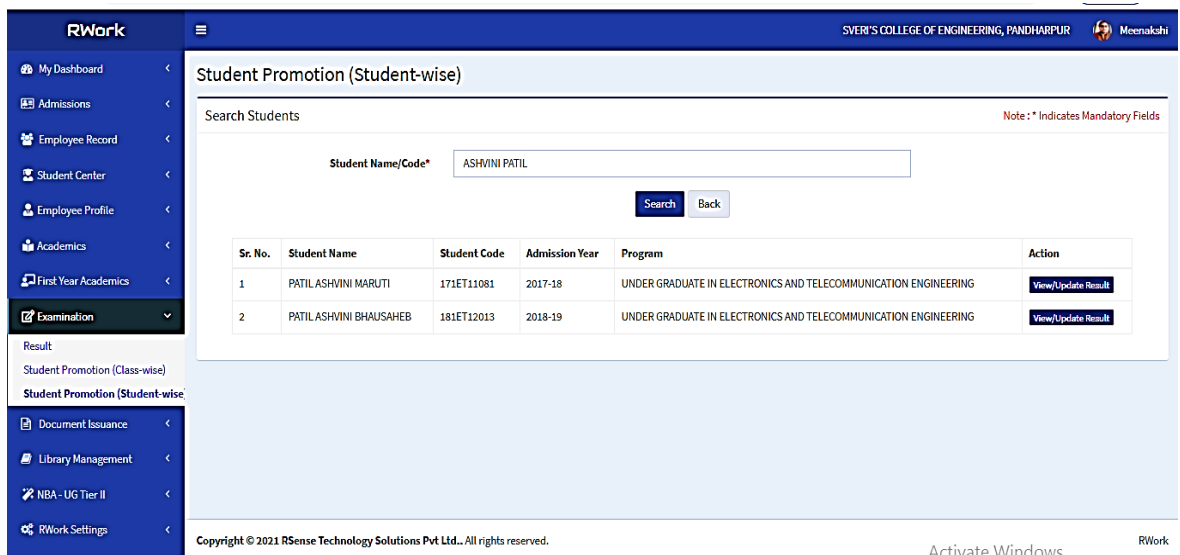 RWork
SVERI'S COLLEGE OF ENGINEERING, PANDHARPUR
Meenakshi
My Dashboard
Admissions
Employee Record
Student Center
Employee Profile
Academics
First Year Academics
Examination
Result
Student Promotion (Class-wise)
Student Promotion (Student-wise)
Document Issuance
Library Management
NBA - UG Tier II
RWork Settings
Student Promotion (Student-wise)
Search Students
Note : * Indicates Mandatory Fields
Student Name/Code* ASHVINI PATIL
Search Back
Sr. No. Student Name Student Code Admission Year Program Action
1 PATIL ASHVINI MARUTI 171ET11081 2017-18 UNDER GRADUATE IN ELECTRONICS AND TELECOMMUNICATION ENGINEERING View/Update Result
2 PATIL ASHVINI BHAUSAHEB 181ET12013 2018-19 UNDER GRADUATE IN ELECTRONICS AND TELECOMMUNICATION ENGINEERING View/Update Result
Copyright © 2021 RSense Technology Solutions Pvt Ltd.. All rights reserved.
RWork
Activate Windows